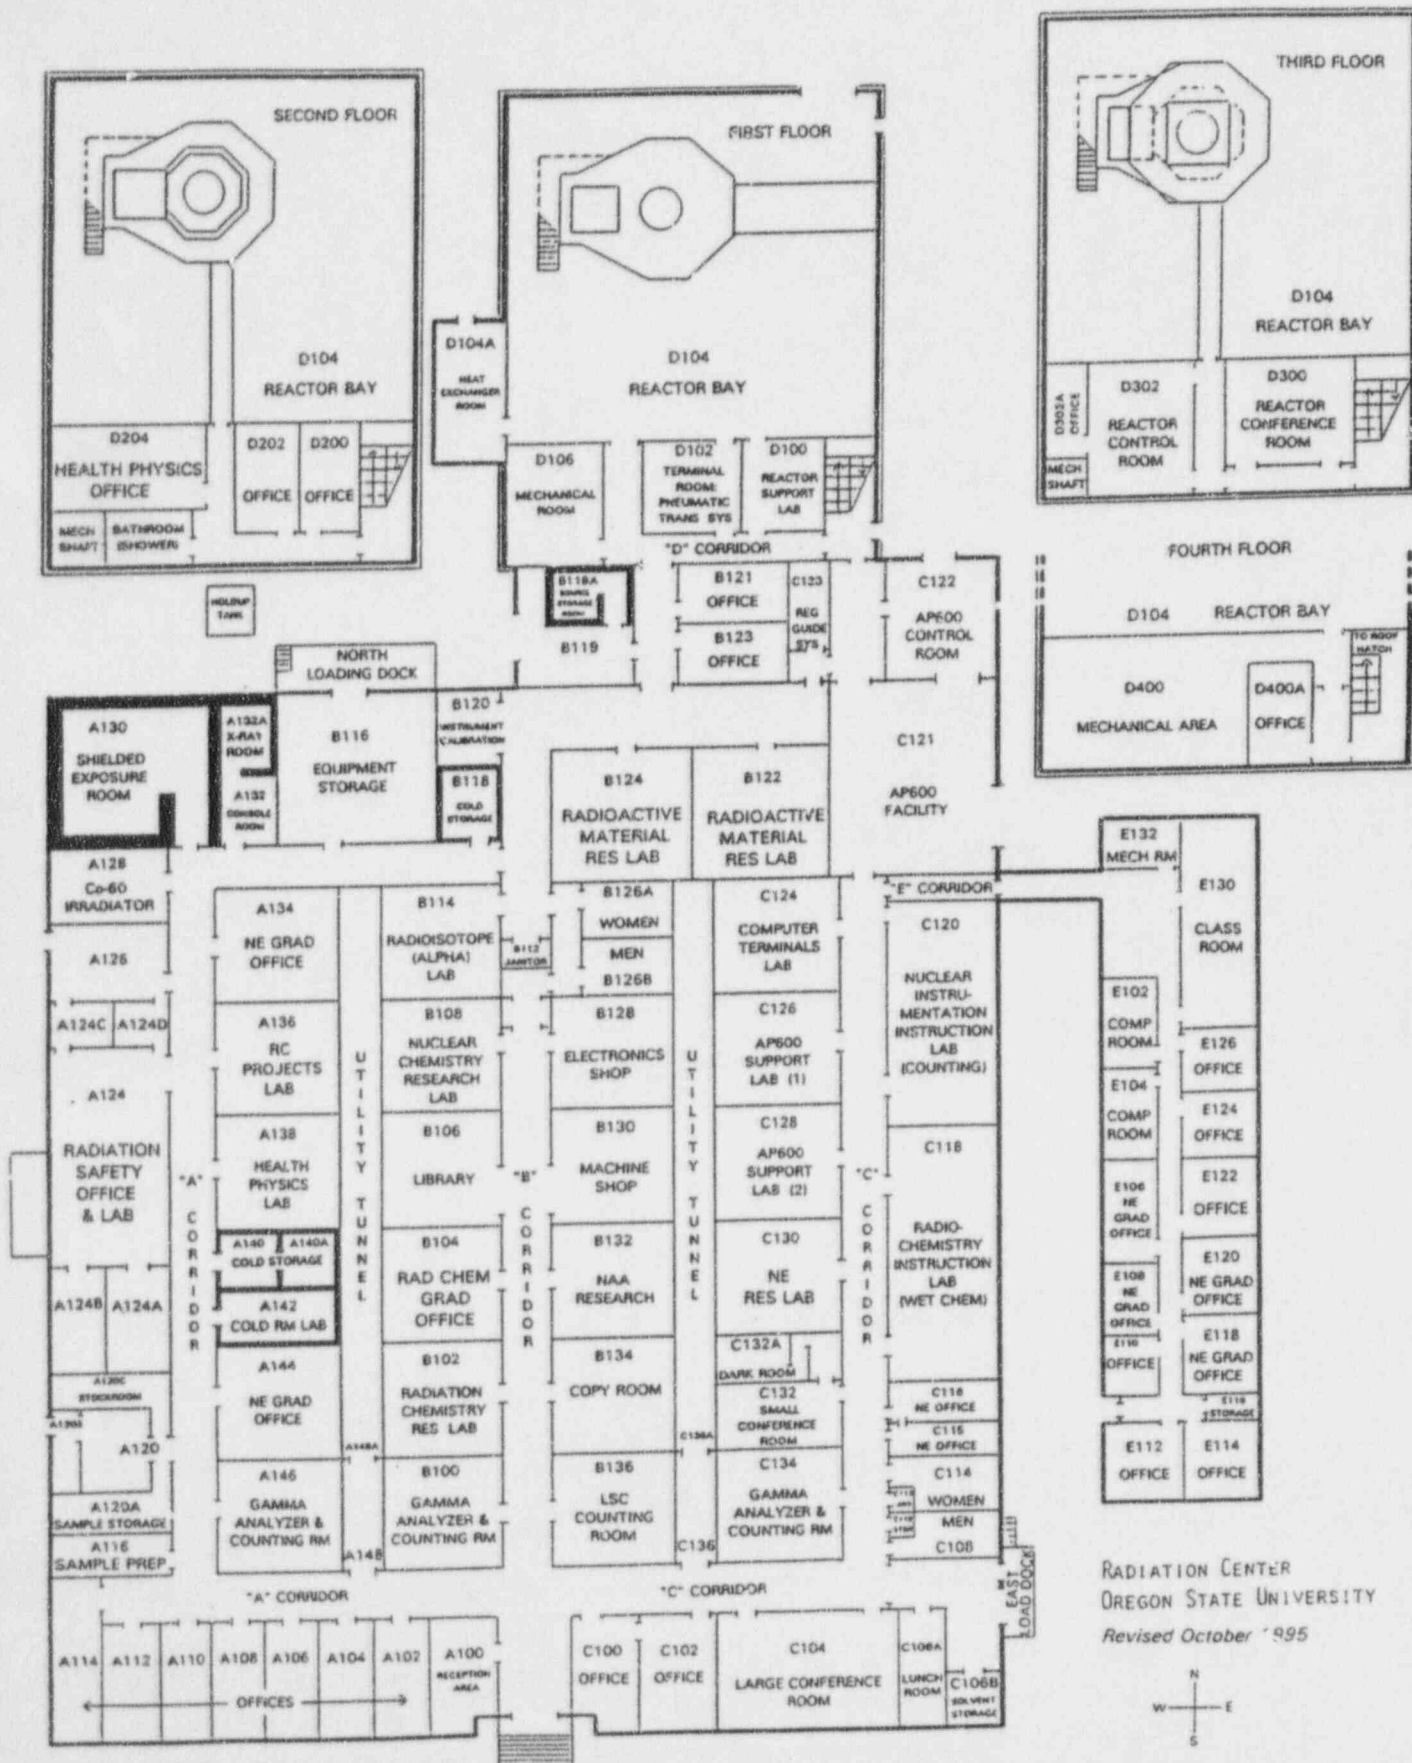 SECOND FLOOR
D104
REACTOR BAY
D204
HEALTH PHYSICS
OFFICE
D202
OFFICE
D200
OFFICE
MECH
SHAFT
BATHROOM
(SHOWER)
FIRST FLOOR
D104A
HEAT
EXCHANGER
ROOM
D104
REACTOR BAY
D106
MECHANICAL
ROOM
D102
TERMINAL
ROOM:
PNEUMATIC
TRANS SYS
D100
REACTOR
SUPPORT
LAB
"D" CORRIDOR
THIRD FLOOR
D104
REACTOR BAY
D302A
OFFICE
MECH
SHAFT
D302
REACTOR
CONTROL
ROOM
D300
REACTOR
CONFERENCE
ROOM
FOURTH FLOOR
D104 REACTOR BAY
TO ROOF
HATCH
D400
MECHANICAL AREA
D400A
OFFICE
HOLDUP
TANK
NORTH
LOADING DOCK
B118A
SOURCE
STORAGE
ROOM
B119
B121
OFFICE
B123
OFFICE
C123
REG
GUIDE
SYS
C122
AP600
CONTROL
ROOM
C121
AP600
FACILITY
A130
SHIELDED
EXPOSURE
ROOM
A132A
X-RAY
ROOM
A132
CONSOLE
ROOM
B116
EQUIPMENT
STORAGE
B120
INSTRUMENT
CALIBRATION
B118
COLD
STORAGE
B124
RADIOACTIVE
MATERIAL
RES LAB
B122
RADIOACTIVE
MATERIAL
RES LAB
A128
Co-60
IRRADIATOR
A126
A124C
A124D
A124
RADIATION
SAFETY
OFFICE
& LAB
A124B
A124A
A120C
STOCKROOM
A120
A120A
SAMPLE STORAGE
A116
SAMPLE PREP
"A"
CORRIDOR
A134
NE GRAD
OFFICE
A136
RC
PROJECTS
LAB
A138
HEALTH
PHYSICS
LAB
A140
A140A
COLD STORAGE
A142
COLD RM LAB
A144
NE GRAD
OFFICE
A146
GAMMA
ANALYZER &
COUNTING RM
UTILITY TUNNEL
A148A
A148
B114
RADIOISOTOPE
(ALPHA)
LAB
B108
NUCLEAR
CHEMISTRY
RESEARCH
LAB
B106
LIBRARY
B104
RAD CHEM
GRAD
OFFICE
B102
RADIATION
CHEMISTRY
RES LAB
B100
GAMMA
ANALYZER &
COUNTING RM
B112
JANITOR
"B"
CORRIDOR
B126A
WOMEN
MEN
B126B
B128
ELECTRONICS
SHOP
B130
MACHINE
SHOP
B132
NAA
RESEARCH
B134
COPY ROOM
B136
LSC
COUNTING
ROOM
UTILITY TUNNEL
C136A
C136
C124
COMPUTER
TERMINALS
LAB
C126
AP600
SUPPORT
LAB (1)
C128
AP600
SUPPORT
LAB (2)
C130
NE
RES LAB
C132A
DARK ROOM
C132
SMALL
CONFERENCE
ROOM
C134
GAMMA
ANALYZER &
COUNTING RM
"C"
CORRIDOR
"E" CORRIDOR
C120
NUCLEAR
INSTRU-
MENTATION
INSTRUCTION
LAB
(COUNTING)
C118
RADIO-
CHEMISTRY
INSTRUCTION
LAB
(WET CHEM)
C116
NE OFFICE
C115
NE OFFICE
C114
WOMEN
MEN
C108
EAST
LOAD DOCK
E132
MECH RM
E130
CLASS
ROOM
E102
COMP
ROOM
E126
OFFICE
E104
COMP
ROOM
E124
OFFICE
E106
NE
GRAD
OFFICE
E122
OFFICE
E108
NE
GRAD
OFFICE
E120
NE GRAD
OFFICE
E110
OFFICE
E118
NE GRAD
OFFICE
E116
STORAGE
E112
OFFICE
E114
OFFICE
"A" CORRIDOR
"C" CORRIDOR
A114
A112
A110
A108
A106
A104
A102
OFFICES
A100
RECEPTION
AREA
C100
OFFICE
C102
OFFICE
C104
LARGE CONFERENCE
ROOM
C106A
LUNCH
ROOM
C106B
SOLVENT
STORAGE
RADIATION CENTER
OREGON STATE UNIVERSITY
Revised October 1995
N
W E
S